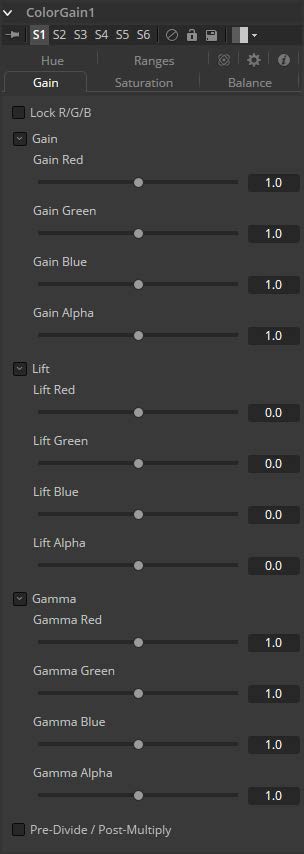 ColorGain1
S1 S2 S3 S4 S5 S6
Hue Ranges
Gain Saturation Balance
Lock R/G/B
Gain
Gain Red
1.0
Gain Green
1.0
Gain Blue
1.0
Gain Alpha
1.0
Lift
Lift Red
0.0
Lift Green
0.0
Lift Blue
0.0
Lift Alpha
0.0
Gamma
Gamma Red
1.0
Gamma Green
1.0
Gamma Blue
1.0
Gamma Alpha
1.0
Pre-Divide / Post-Multiply